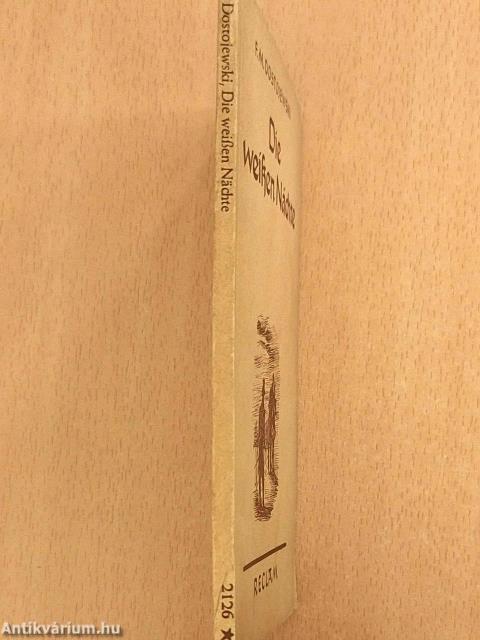 Dostojewski, Die weißen Nächte
2126 ★
F. M. DOSTOJEWSKI
Die
weißen Nächte
RECLAM
Antikvárium.hu